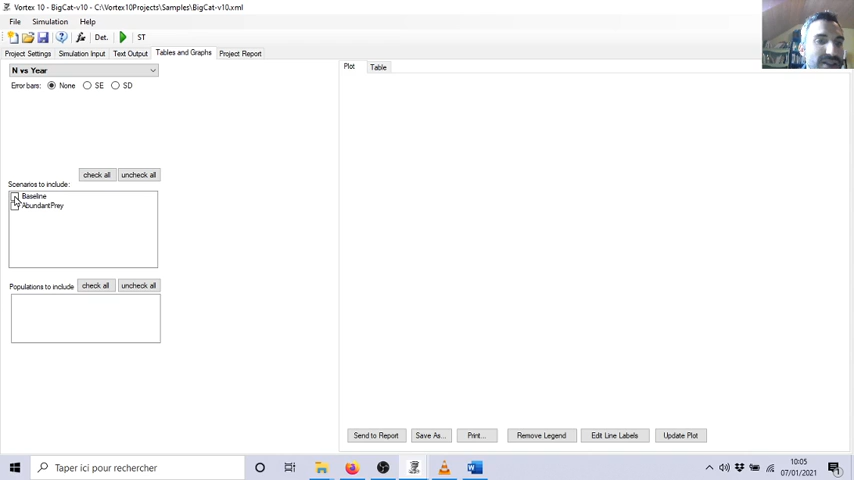 Vortex 10 - BigCat-v10 - C:\Vortex10Projects\Samples\BigCat-v10.xml
File Simulation Help
fx Det. ST
Project Settings Simulation Input Text Output Tables and Graphs Project Report
N vs Year
Error bars: None SE SD
Plot Table
check all uncheck all
Scenarios to include:
Baseline
AbundantPrey
Populations to include check all uncheck all
Send to Report Save As... Print... Remove Legend Edit Line Labels Update Plot
Taper ici pour rechercher
10:05
07/01/2021